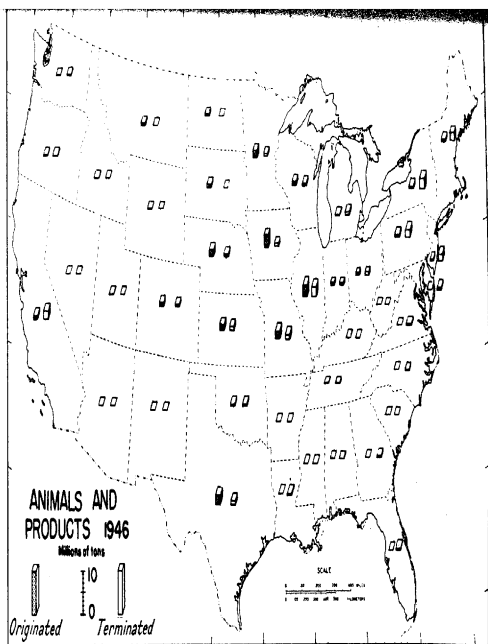 ANIMALS AND
PRODUCTS 1946
Millions of tons
10
0
Originated
Terminated
SCALE